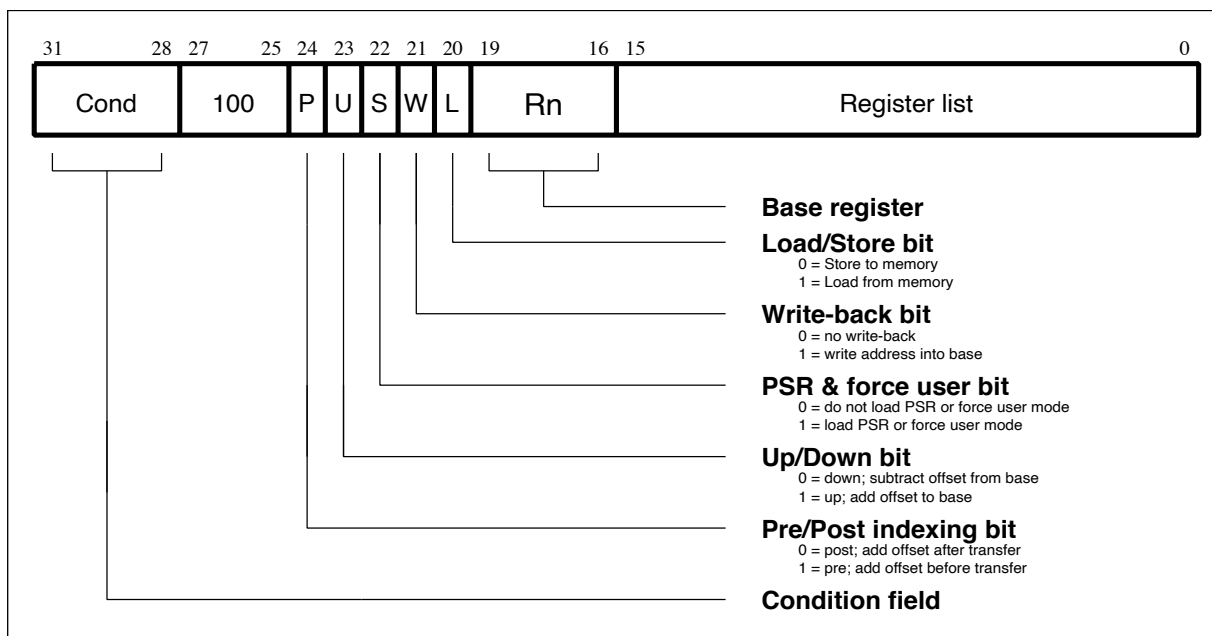 31 28 27 25 24 23 22 21 20 19 16 15 0
Cond 100 P U S W L Rn Register list
Base register
Load/Store bit
0 = Store to memory
1 = Load from memory
Write-back bit
0 = no write-back
1 = write address into base
PSR & force user bit
0 = do not load PSR or force user mode
1 = load PSR or force user mode
Up/Down bit
0 = down; subtract offset from base
1 = up; add offset to base
Pre/Post indexing bit
0 = post; add offset after transfer
1 = pre; add offset before transfer
Condition field